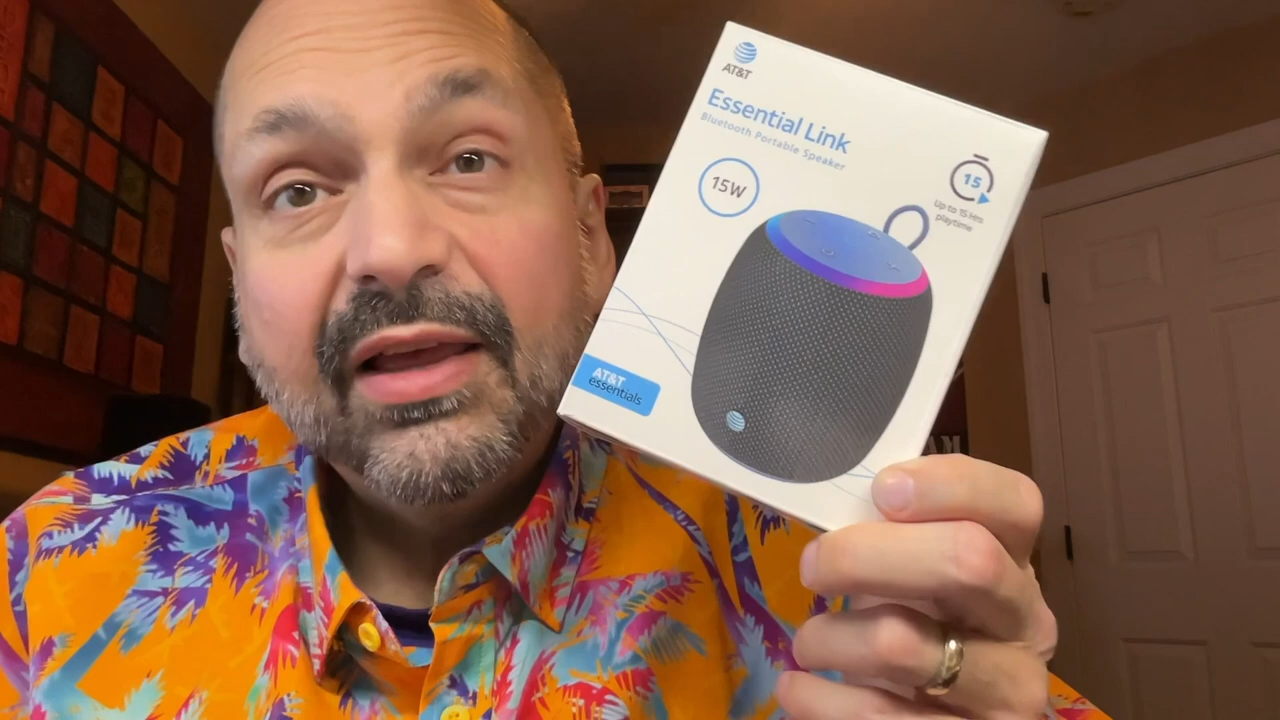 AT&T
Essential Link
Bluetooth Portable Speaker
15W
15
Up to 15 Hrs
playtime
AT&T
essentials